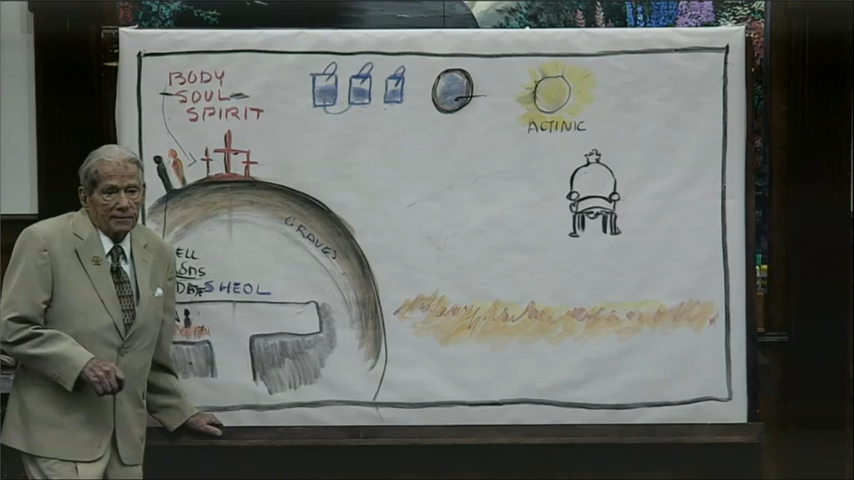 BODY
SOUL
SPIRIT
ACTINIC
GRAVES
ELL
SHEOL